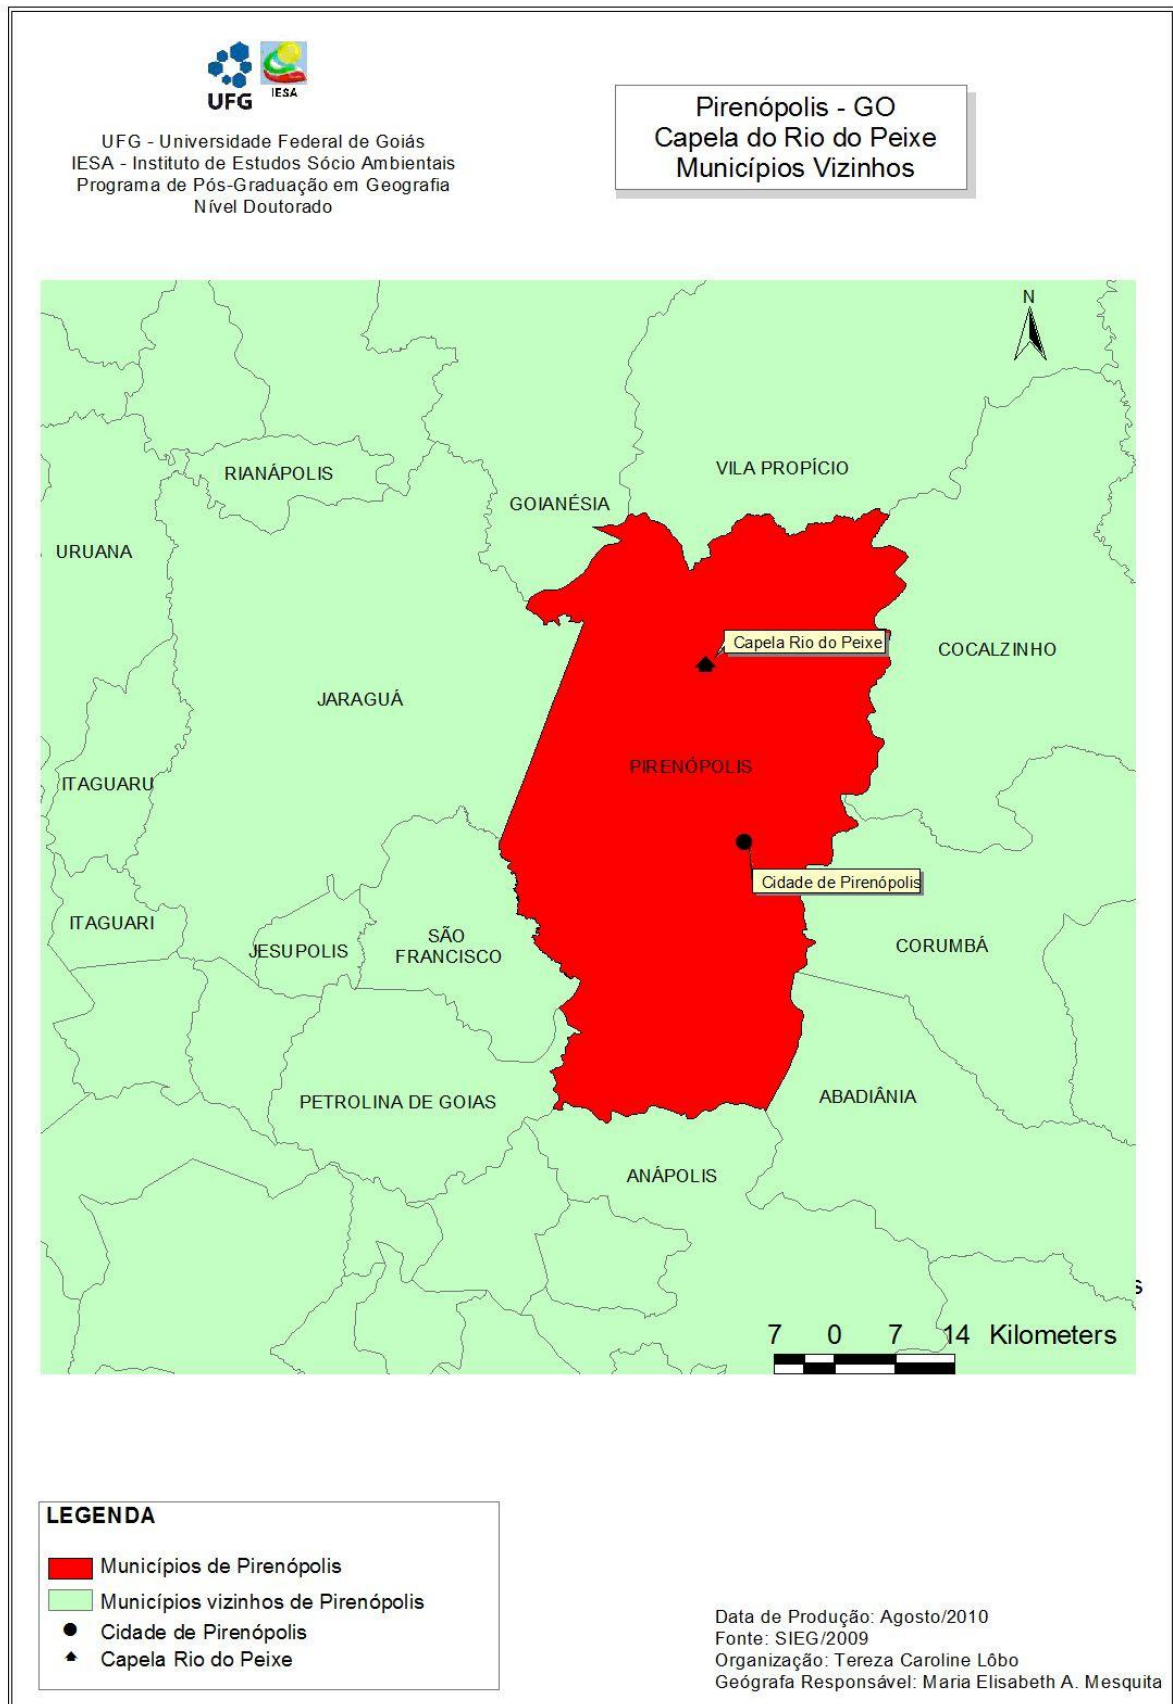 UFG
IESA
UFG - Universidade Federal de Goiás
IESA - Instituto de Estudos Sócio Ambientais
Programa de Pós-Graduação em Geografia
Nível Doutorado
Pirenópolis - GO
Capela do Rio do Peixe
Municípios Vizinhos
N
VILA PROPÍCIO
RIANÁPOLIS
GOIANÉSIA
URUANA
Capela Rio do Peixe
COCALZINHO
JARAGUÁ
PIRENÓPOLIS
ITAGUARU
Cidade de Pirenópolis
ITAGUARI
SÃO
FRANCISCO
JESUPOLIS
CORUMBÁ
PETROLINA DE GOIAS
ABADIÂNIA
ANÁPOLIS
S
7 0 7 14 Kilometers
LEGENDA
Municípios de Pirenópolis
Municípios vizinhos de Pirenópolis
Cidade de Pirenópolis
Capela Rio do Peixe
Data de Produção: Agosto/2010
Fonte: SIEG/2009
Organização: Tereza Caroline Lôbo
Geógrafa Responsável: Maria Elisabeth A. Mesquita